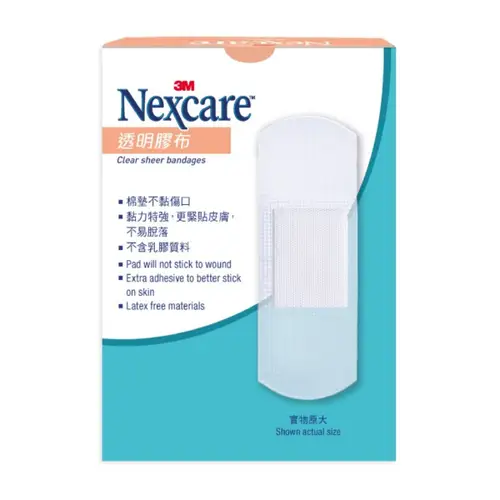 3M
Nexcare™
透明膠布
Clear sheer bandages
▪ 棉墊不黏傷口
▪ 黏力特強，更緊貼皮膚，
不易脫落
▪ 不含乳膠質料
▪ Pad will not stick to wound
▪ Extra adhesive to better stick
on skin
▪ Latex free materials
實物原大
Shown actual size